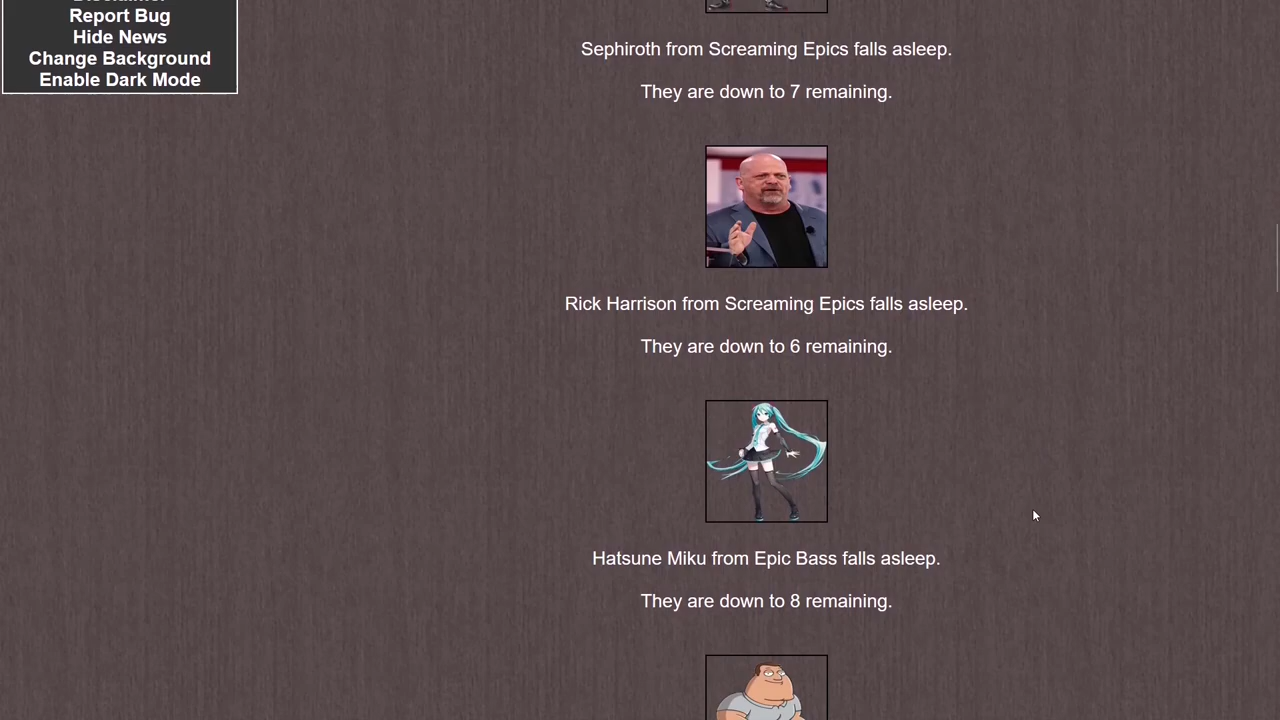 Report Bug
Hide News
Change Background
Enable Dark Mode
Sephiroth from Screaming Epics falls asleep.
They are down to 7 remaining.
Rick Harrison from Screaming Epics falls asleep.
They are down to 6 remaining.
Hatsune Miku from Epic Bass falls asleep.
They are down to 8 remaining.